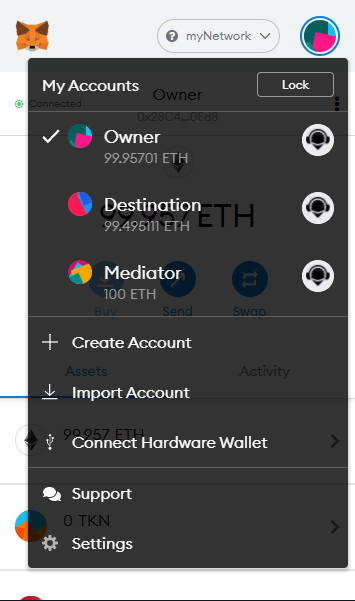 myNetwork
My Accounts
Lock
Connected
Owner
0x28C4...0Ed8
Owner
99.95701 ETH
Destination
99.495111 ETH
99.957 ETH
Mediator
100 ETH
Buy
Send
Swap
Create Account
Assets
Activity
Import Account
99.957 ETH
Connect Hardware Wallet
Support
0 TKN
Settings